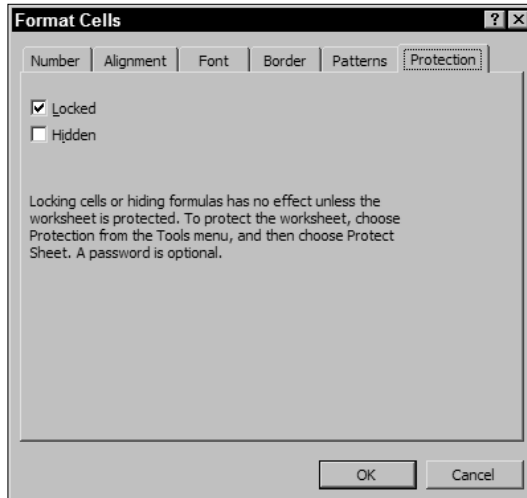 Format Cells
Number Alignment Font Border Patterns Protection
Locked
Hidden
Locking cells or hiding formulas has no effect unless the
worksheet is protected. To protect the worksheet, choose
Protection from the Tools menu, and then choose Protect
Sheet. A password is optional.
OK Cancel